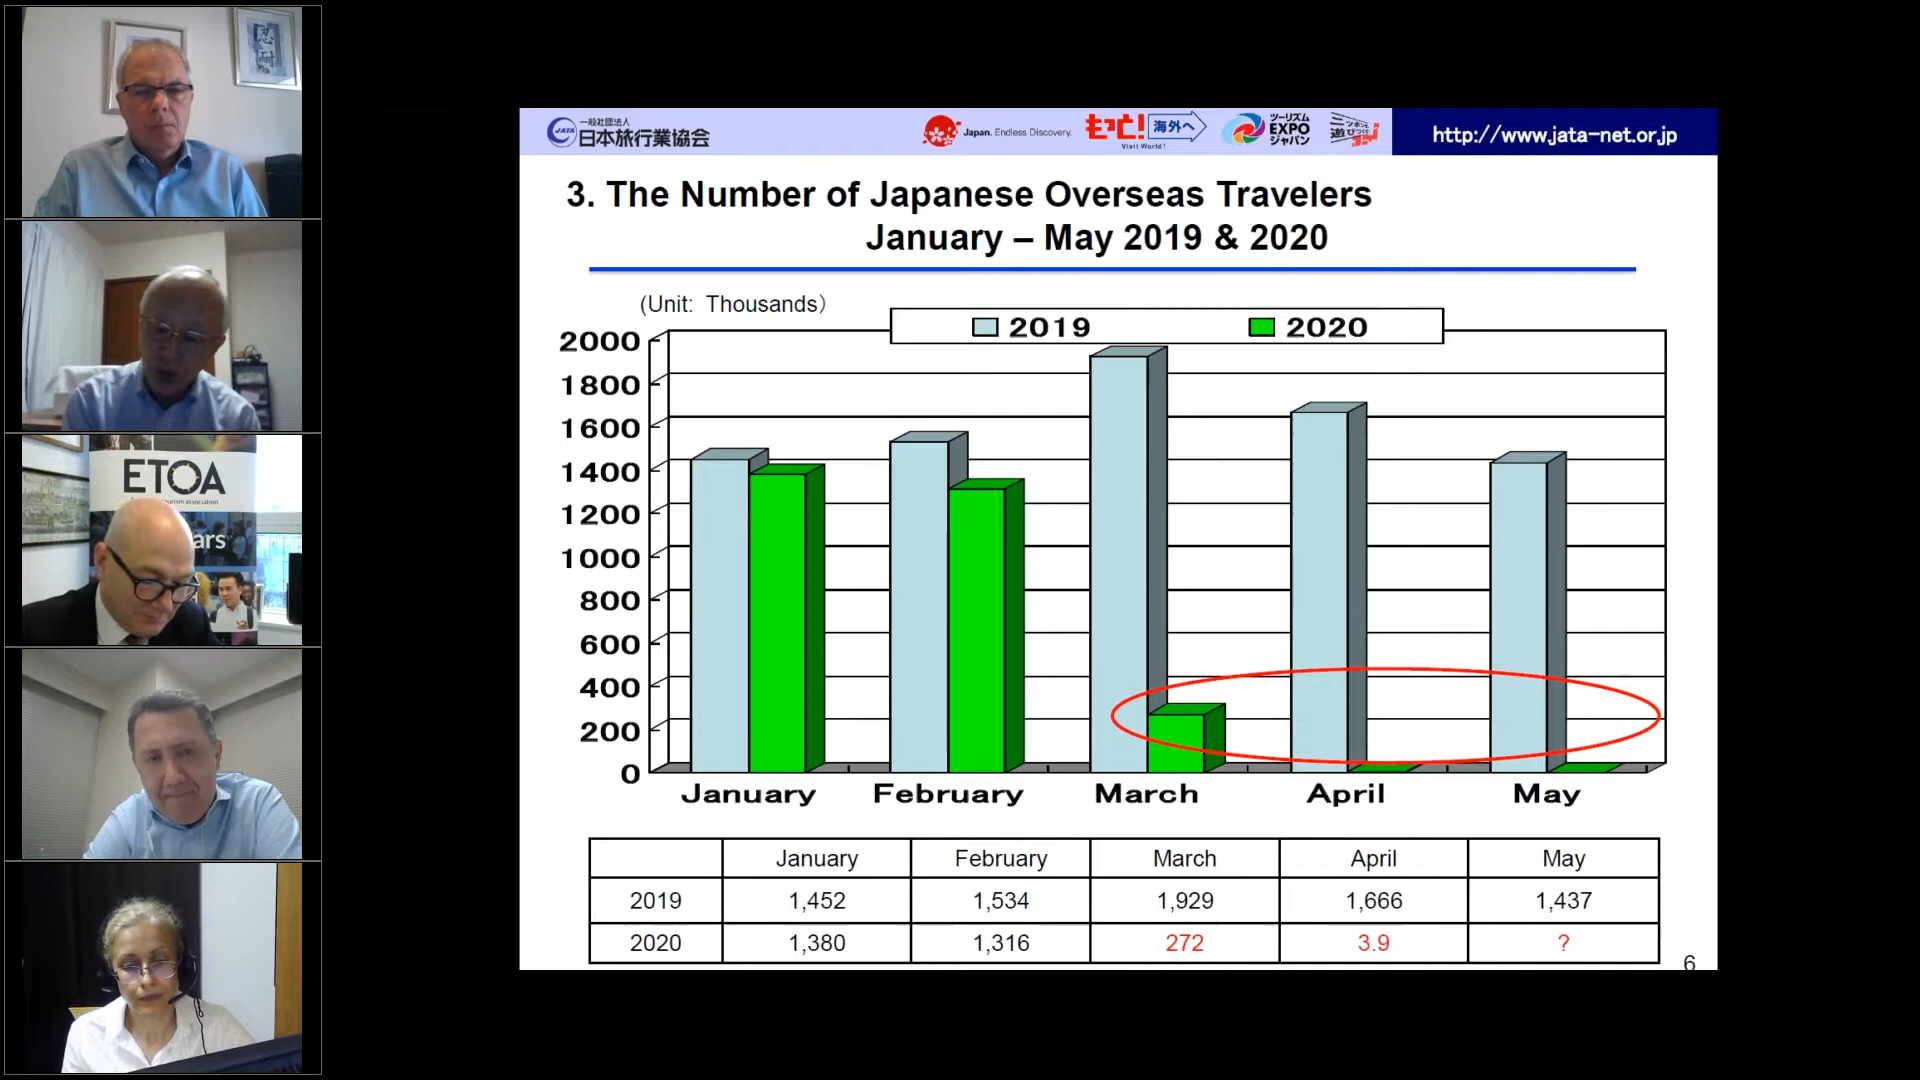 忍
耐
ETOA
tourism association
ars
JATA
一般社団法人
日本旅行業協会
Japan. Endless Discovery.
もっと!
海外へ
Visit World!
ツーリズム
EXPO
ジャパン
http://www.jata-net.or.jp
3. The Number of Japanese Overseas Travelers
January – May 2019 & 2020
(Unit: Thousands)
2019 2020
2000
1800
1600
1400
1200
1000
800
600
400
200
0
January February March April May
January February March April May
2019 1,452 1,534 1,929 1,666 1,437
2020 1,380 1,316 272 3.9 ?
6